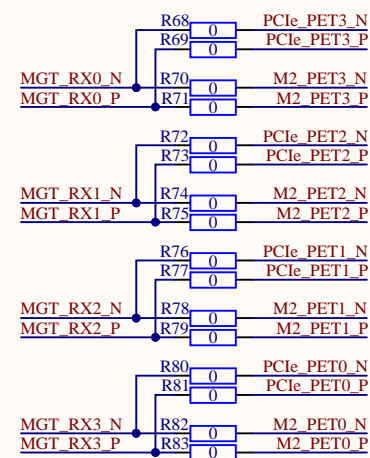 R68 0 PCIe_PET3_N
R69 0 PCIe_PET3_P
MGT_RX0_N R70 0 M2_PET3_N
MGT_RX0_P R71 0 M2_PET3_P
R72 0 PCIe_PET2_N
R73 0 PCIe_PET2_P
MGT_RX1_N R74 0 M2_PET2_N
MGT_RX1_P R75 0 M2_PET2_P
R76 0 PCIe_PET1_N
R77 0 PCIe_PET1_P
MGT_RX2_N R78 0 M2_PET1_N
MGT_RX2_P R79 0 M2_PET1_P
R80 0 PCIe_PET0_N
R81 0 PCIe_PET0_P
MGT_RX3_N R82 0 M2_PET0_N
MGT_RX3_P R83 0 M2_PET0_P